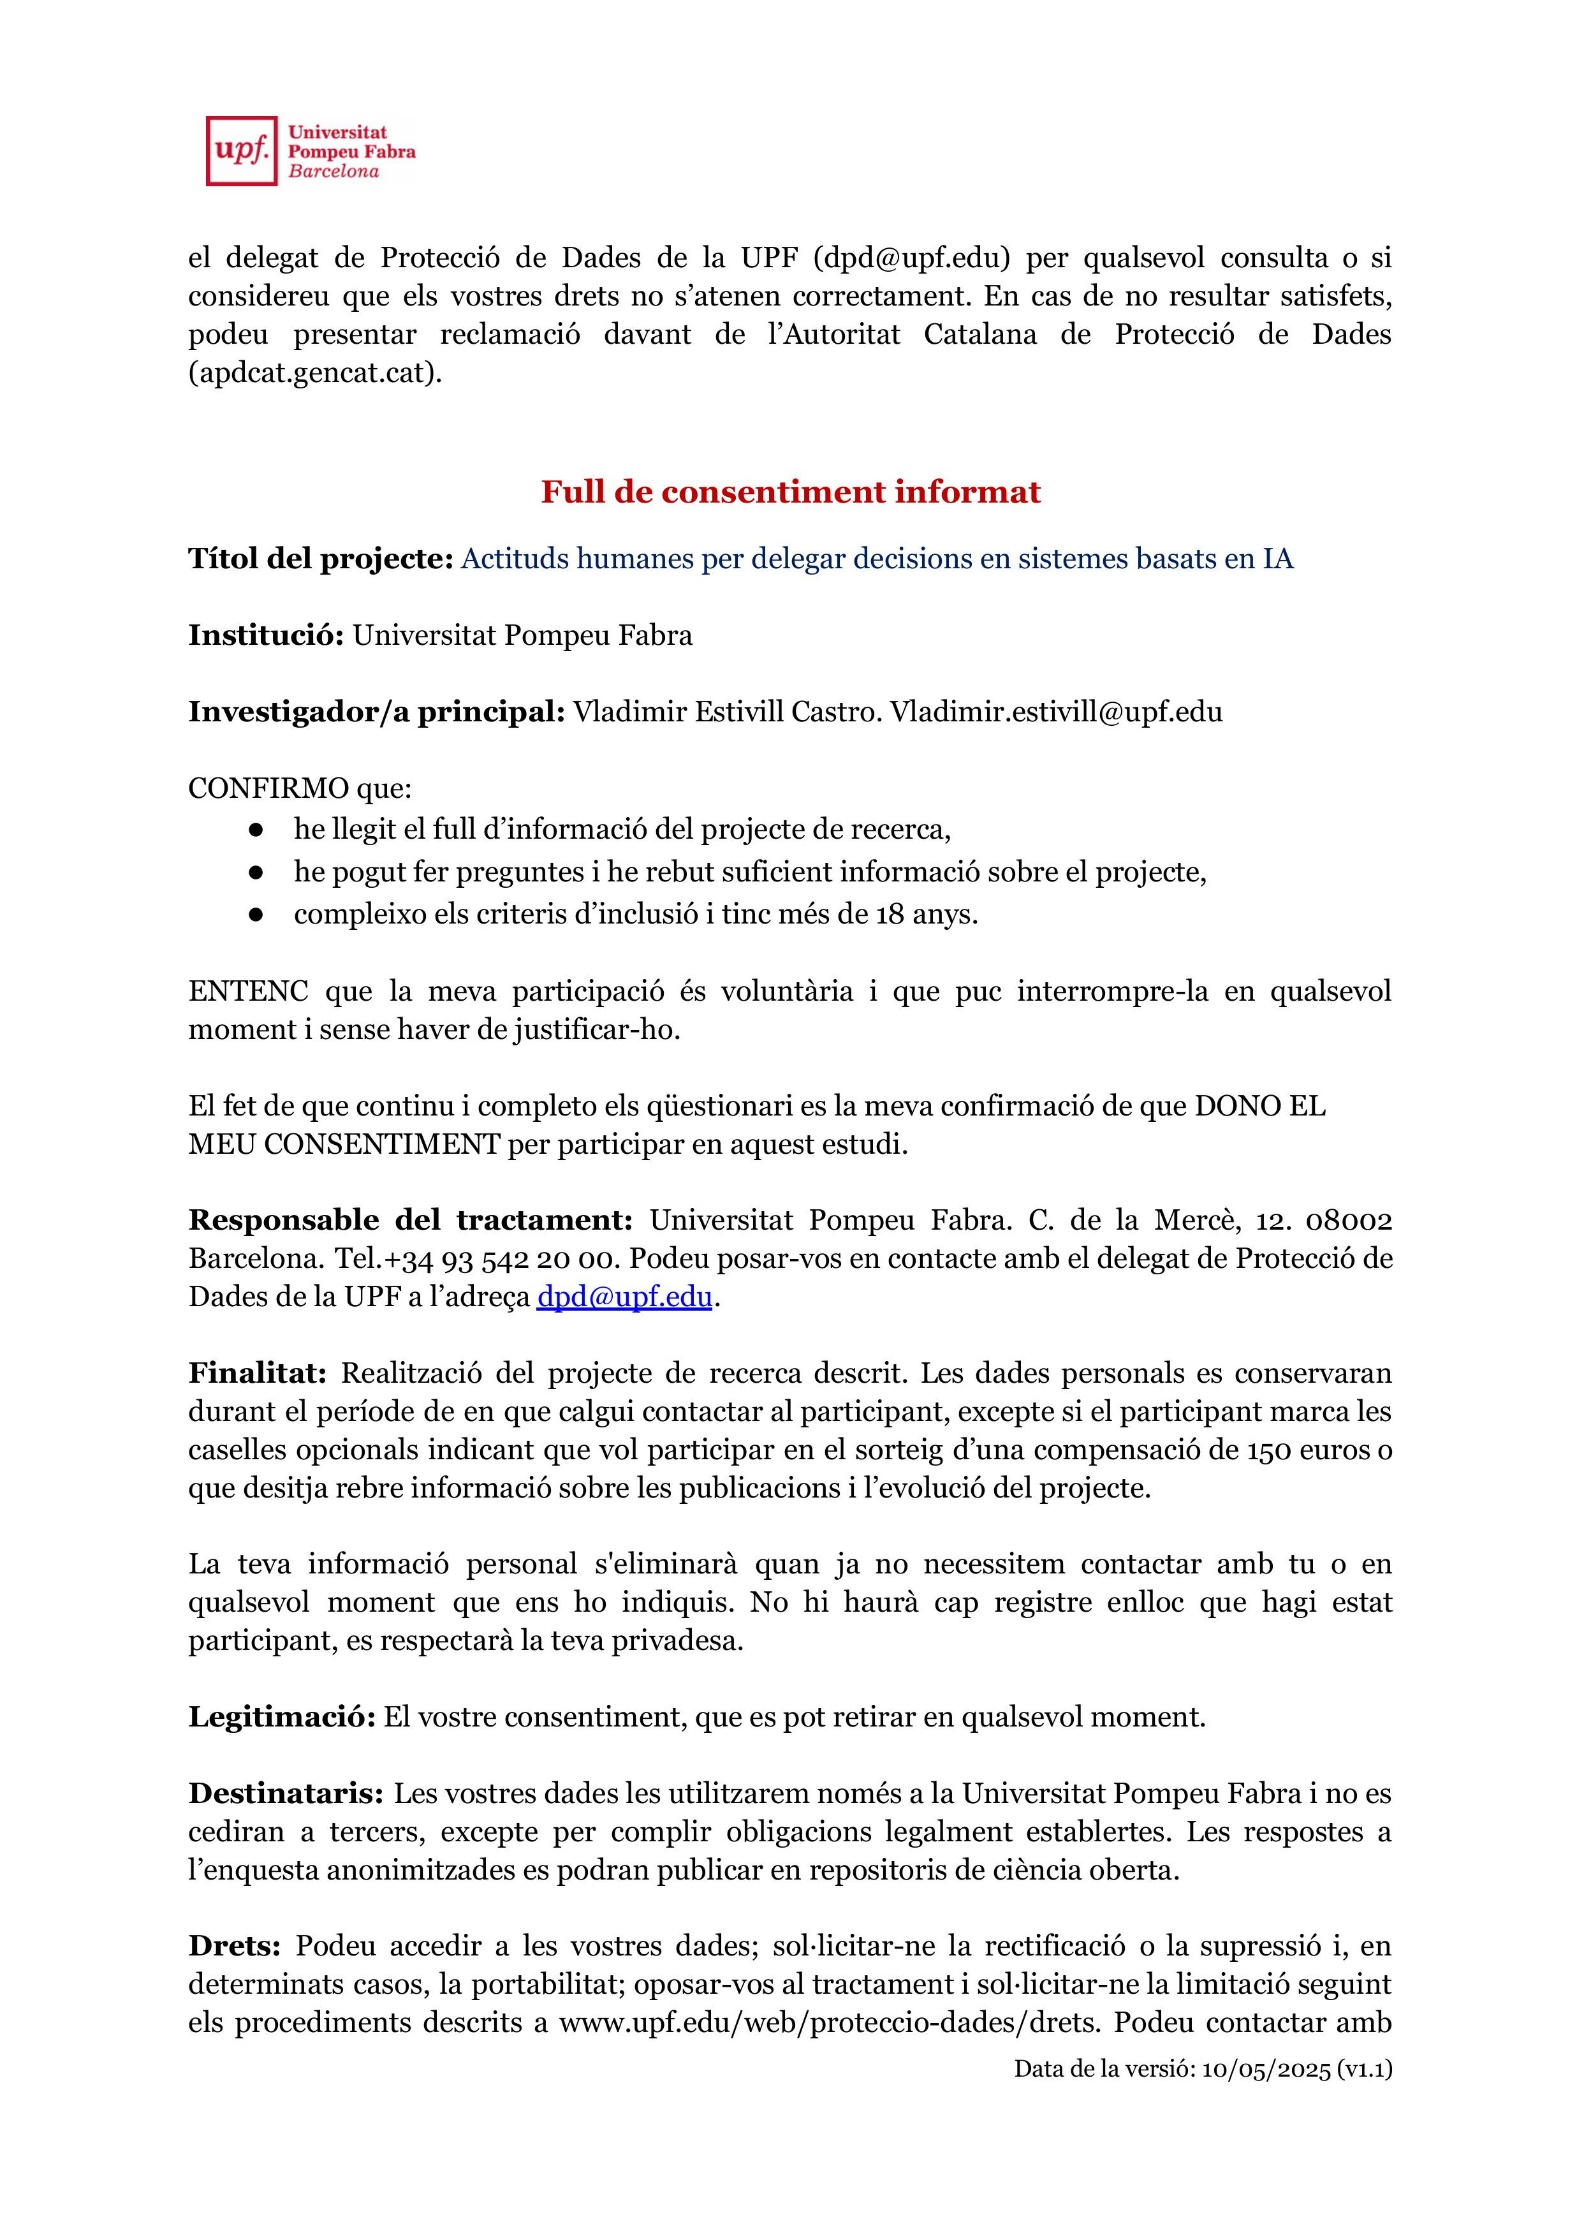 upf.
Universitat
Pompeu Fabra
Barcelona
el delegat de Protecció de Dades de la UPF (dpd@upf.edu) per qualsevol consulta o si
considereu que els vostres drets no s’atenen correctament. En cas de no resultar satisfets,
podeu presentar reclamació davant de l’Autoritat Catalana de Protecció de Dades
(apdcat.gencat.cat).
Full de consentiment informat
Títol del projecte: Actituds humanes per delegar decisions en sistemes basats en IA
Institució: Universitat Pompeu Fabra
Investigador/a principal: Vladimir Estivill Castro. Vladimir.estivill@upf.edu
CONFIRMO que:
● he llegit el full d’informació del projecte de recerca,
● he pogut fer preguntes i he rebut suficient informació sobre el projecte,
● compleixo els criteris d’inclusió i tinc més de 18 anys.
ENTENC que la meva participació és voluntària i que puc interrompre-la en qualsevol
moment i sense haver de justificar-ho.
El fet de que continu i completo els qüestionari es la meva confirmació de que DONO EL
MEU CONSENTIMENT per participar en aquest estudi.
Responsable del tractament: Universitat Pompeu Fabra. C. de la Mercè, 12. 08002
Barcelona. Tel.+34 93 542 20 00. Podeu posar-vos en contacte amb el delegat de Protecció de
Dades de la UPF a l’adreça dpd@upf.edu.
Finalitat: Realització del projecte de recerca descrit. Les dades personals es conservaran
durant el període de en que calgui contactar al participant, excepte si el participant marca les
caselles opcionals indicant que vol participar en el sorteig d’una compensació de 150 euros o
que desitja rebre informació sobre les publicacions i l’evolució del projecte.
La teva informació personal s'eliminarà quan ja no necessitem contactar amb tu o en
qualsevol moment que ens ho indiquis. No hi haurà cap registre enlloc que hagi estat
participant, es respectarà la teva privadesa.
Legitimació: El vostre consentiment, que es pot retirar en qualsevol moment.
Destinataris: Les vostres dades les utilitzarem només a la Universitat Pompeu Fabra i no es
cediran a tercers, excepte per complir obligacions legalment establertes. Les respostes a
l’enquesta anonimitzades es podran publicar en repositoris de ciència oberta.
Drets: Podeu accedir a les vostres dades; sol·licitar-ne la rectificació o la supressió i, en
determinats casos, la portabilitat; oposar-vos al tractament i sol·licitar-ne la limitació seguint
els procediments descrits a www.upf.edu/web/proteccio-dades/drets. Podeu contactar amb
Data de la versió: 10/05/2025 (v1.1)